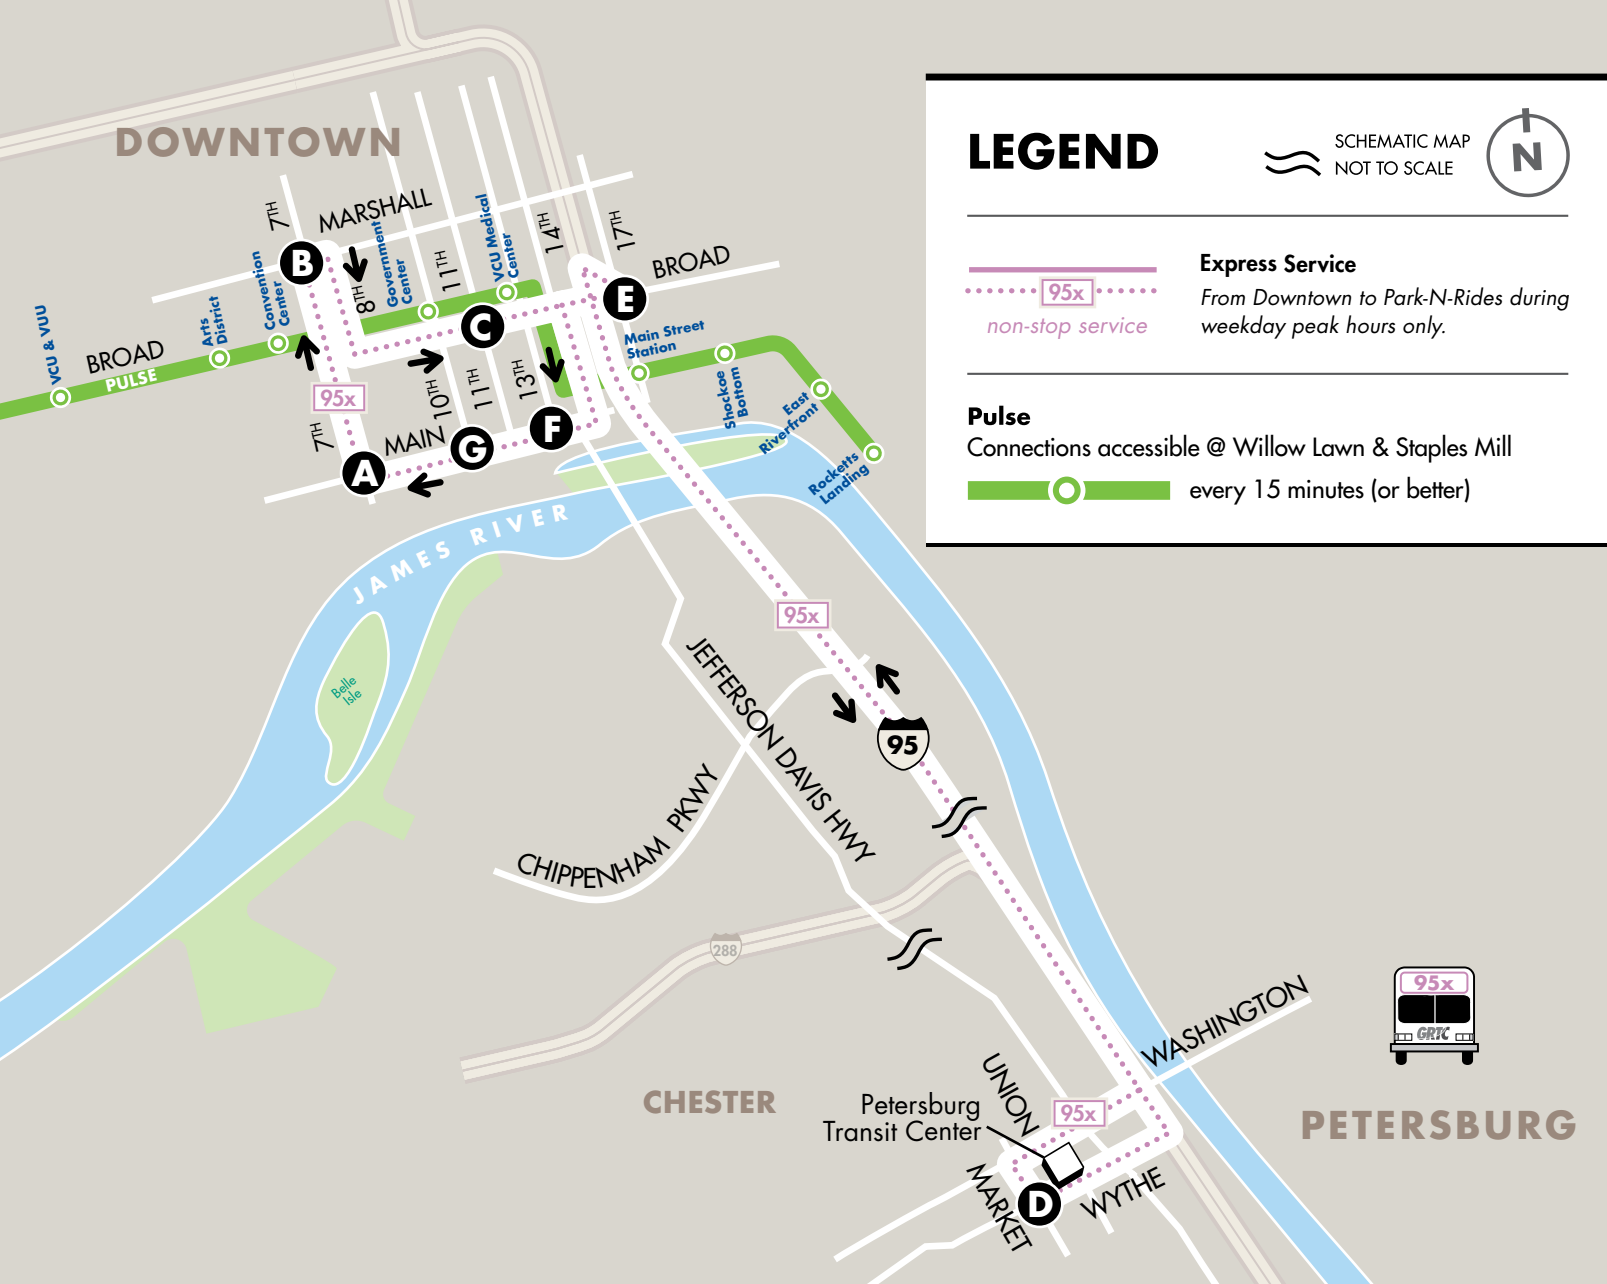 DOWNTOWN
LEGEND
SCHEMATIC MAP
NOT TO SCALE
N
Express Service
From Downtown to Park-N-Rides during
weekday peak hours only.
95x
non-stop service
Pulse
Connections accessible @ Willow Lawn & Staples Mill
every 15 minutes (or better)
7TH
MARSHALL
B
8TH
Government
Center
11TH
VCU Medical
Center
14TH
17TH
BROAD
E
C
VCU & VUU
BROAD
PULSE
Arts
District
Convention
Center
Main Street
Station
Shockoe
Bottom
East
Riverfront
Rocketts
Landing
95x
7TH
10TH
11TH
13TH
MAIN
A
G
F
JAMES RIVER
Belle
Isle
95x
JEFFERSON DAVIS HWY
95
CHIPPENHAM PKWY
288
CHESTER
WASHINGTON
95x
GRTC
PETERSBURG
UNION
95x
Petersburg
Transit Center
MARKET
D
WYTHE